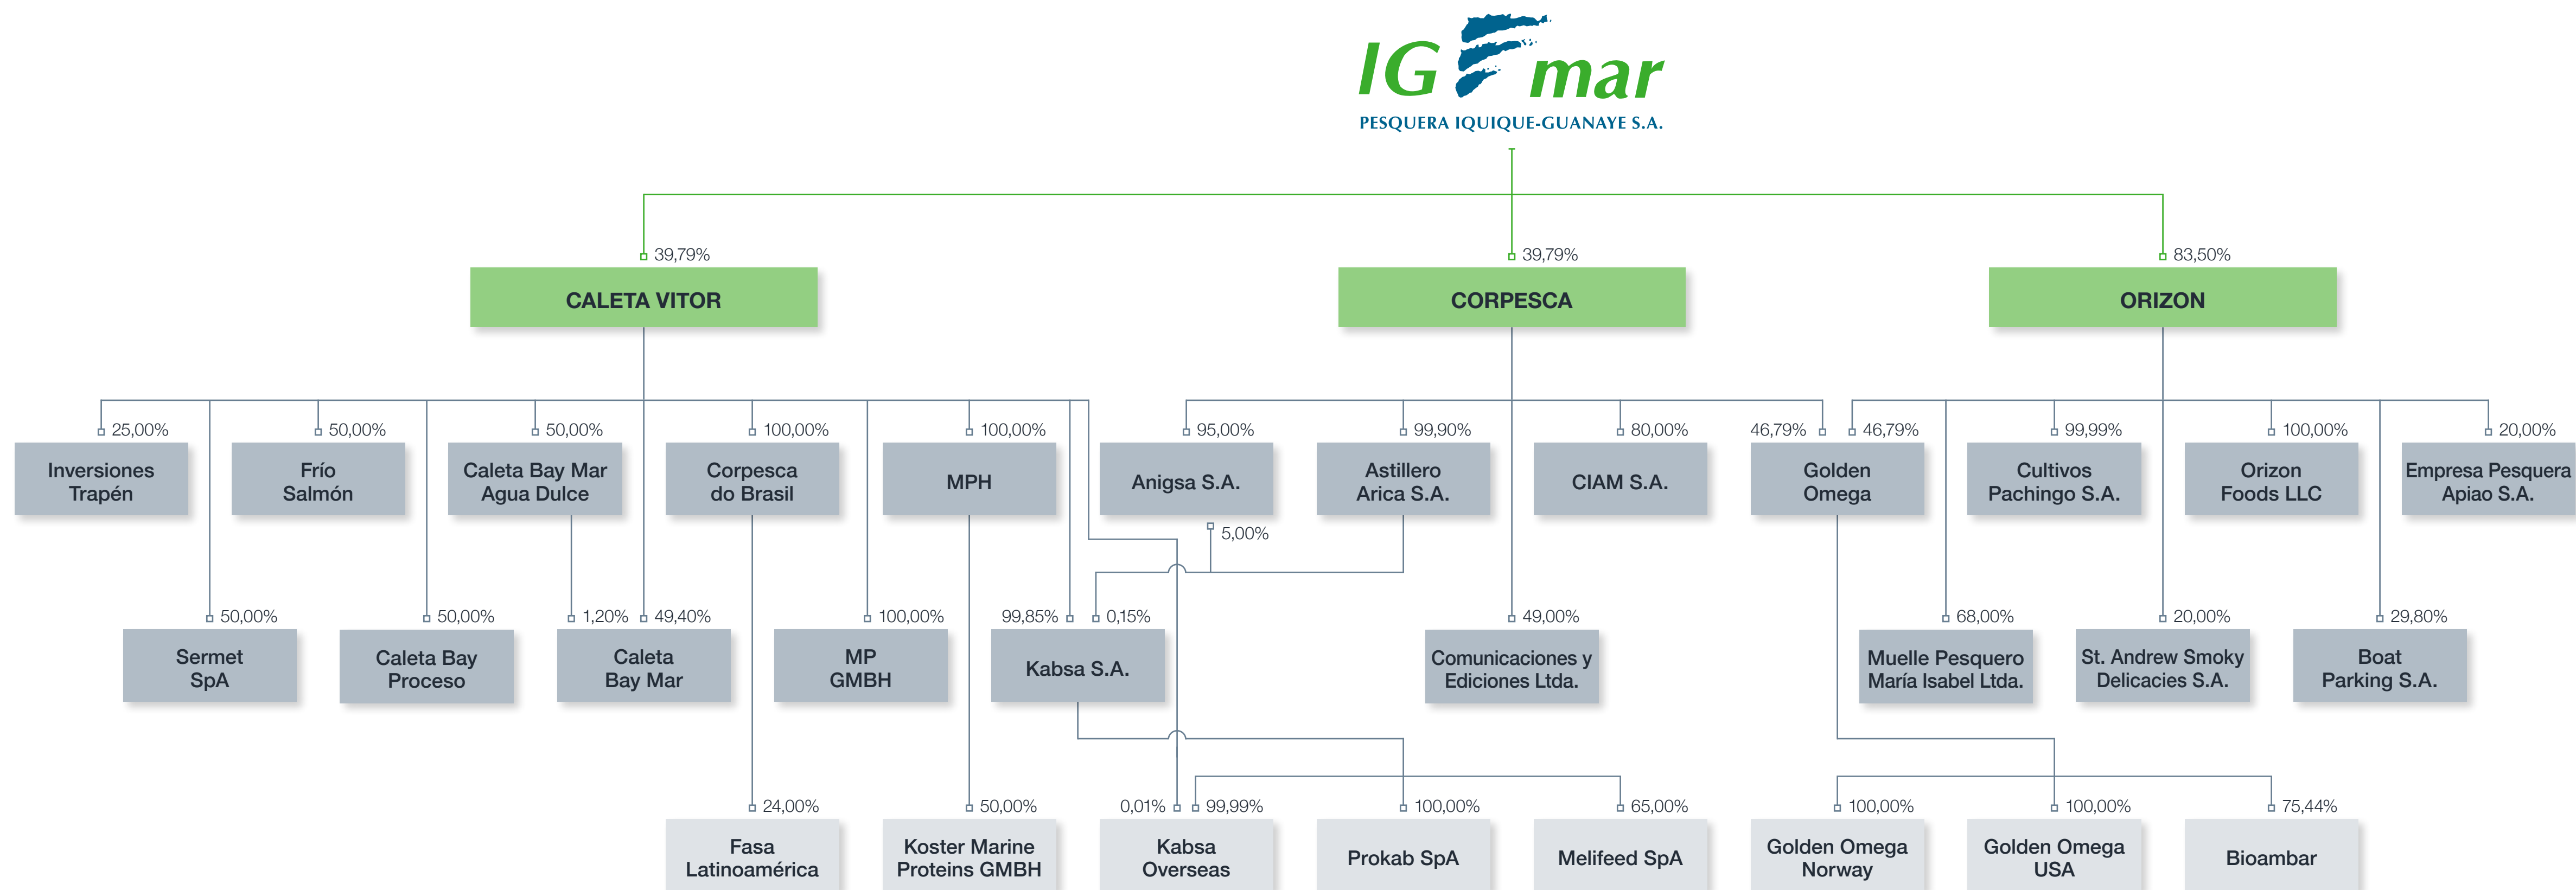 IG mar
PESQUERA IQUIQUE-GUANAYE S.A.
39,79%
39,79%
83,50%
CALETA VITOR
CORPESCA
ORIZON
25,00%
50,00%
50,00%
100,00%
100,00%
95,00%
99,90%
80,00%
46,79%
46,79%
99,99%
100,00%
20,00%
Inversiones
Trapén
Frío
Salmón
Caleta Bay Mar
Agua Dulce
Corpesca
do Brasil
MPH
Anigsa S.A.
Astillero
Arica S.A.
CIAM S.A.
Golden
Omega
Cultivos
Pachingo S.A.
Orizon
Foods LLC
Empresa Pesquera
Apiao S.A.
5,00%
50,00%
50,00%
1,20%
49,40%
100,00%
99,85%
0,15%
49,00%
68,00%
20,00%
29,80%
Sermet
SpA
Caleta Bay
Proceso
Caleta
Bay Mar
MP
GMBH
Kabsa S.A.
Comunicaciones y
Ediciones Ltda.
Muelle Pesquero
María Isabel Ltda.
St. Andrew Smoky
Delicacies S.A.
Boat
Parking S.A.
24,00%
50,00%
0,01%
99,99%
100,00%
65,00%
100,00%
100,00%
75,44%
Fasa
Latinoamérica
Koster Marine
Proteins GMBH
Kabsa
Overseas
Prokab SpA
Melifeed SpA
Golden Omega
Norway
Golden Omega
USA
Bioambar